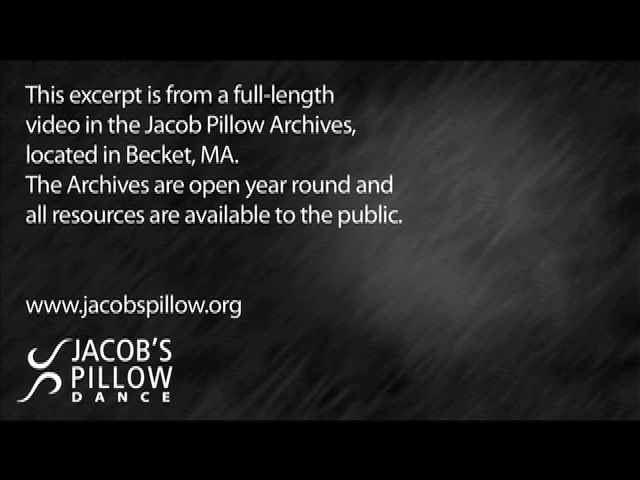 This excerpt is from a full-length
video in the Jacob Pillow Archives,
located in Becket, MA.
The Archives are open year round and
all resources are available to the public.
www.jacobspillow.org
JACOB'S
PILLOW
DANCE